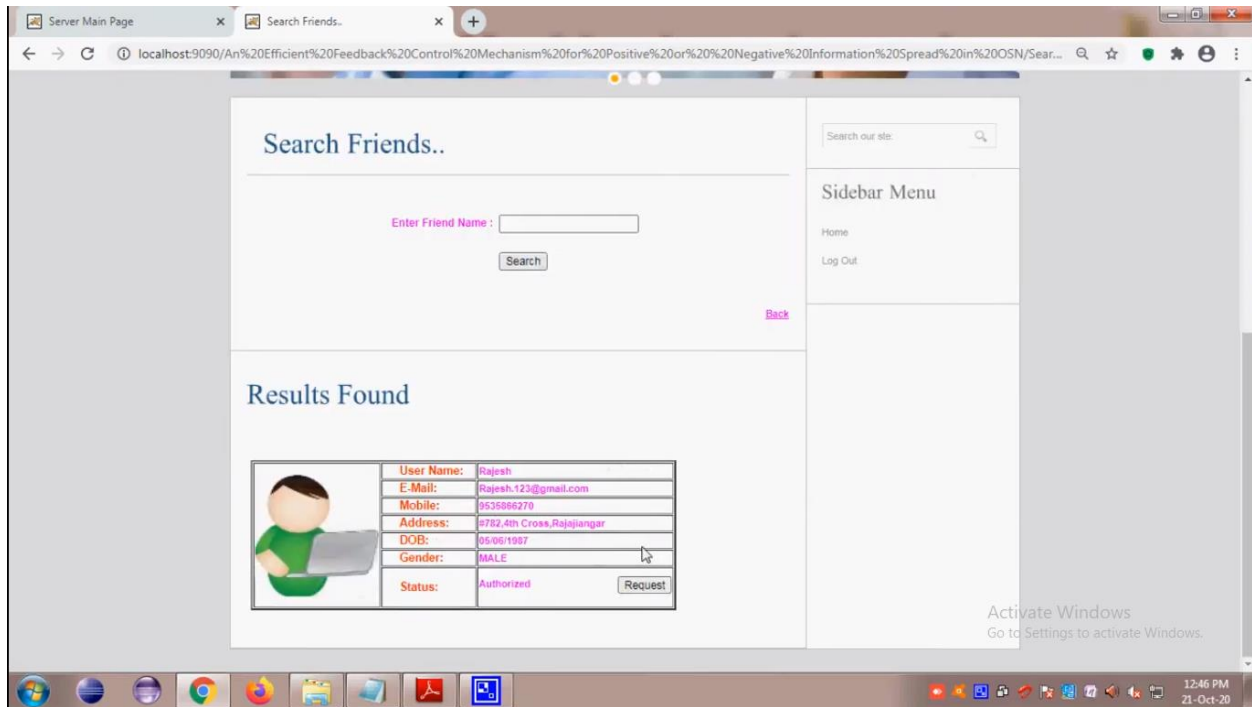 Server Main Page
Search Friends..
localhost:9090/An%20Efficient%20Feedback%20Control%20Mechanism%20for%20Positive%20or%20%20Negative%20Information%20Spread%20in%20OSN/Sear...
Search Friends..
Enter Friend Name :
Search
Back
Search our site:
Sidebar Menu
Home
Log Out
Results Found
User Name: Rajesh
E-Mail: Rajesh.123@gmail.com
Mobile: 9535866270
Address: #782,4th Cross,Rajajiangar
DOB: 05/06/1987
Gender: MALE
Status: Authorized Request
Activate Windows
Go to Settings to activate Windows.
12:46 PM
21-Oct-20